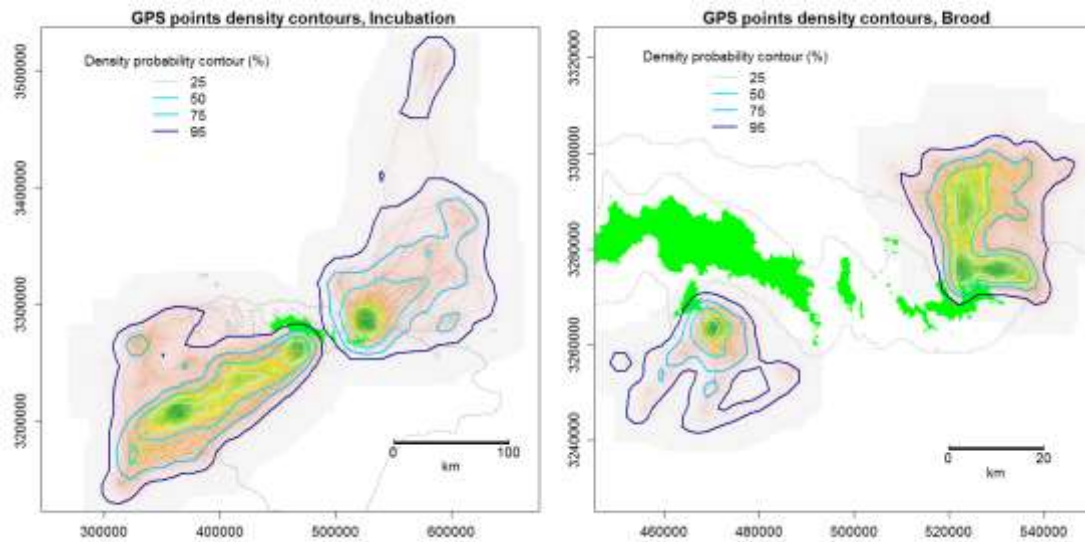 GPS points density contours, Incubation
Density probability contour (%)
25
50
75
95
3500000
3400000
3300000
3200000
0 100
km
300000 400000 500000 600000
GPS points density contours, Brood
Density probability contour (%)
25
50
75
95
3320000
3300000
3280000
3260000
3240000
0 20
km
460000 480000 500000 520000 540000